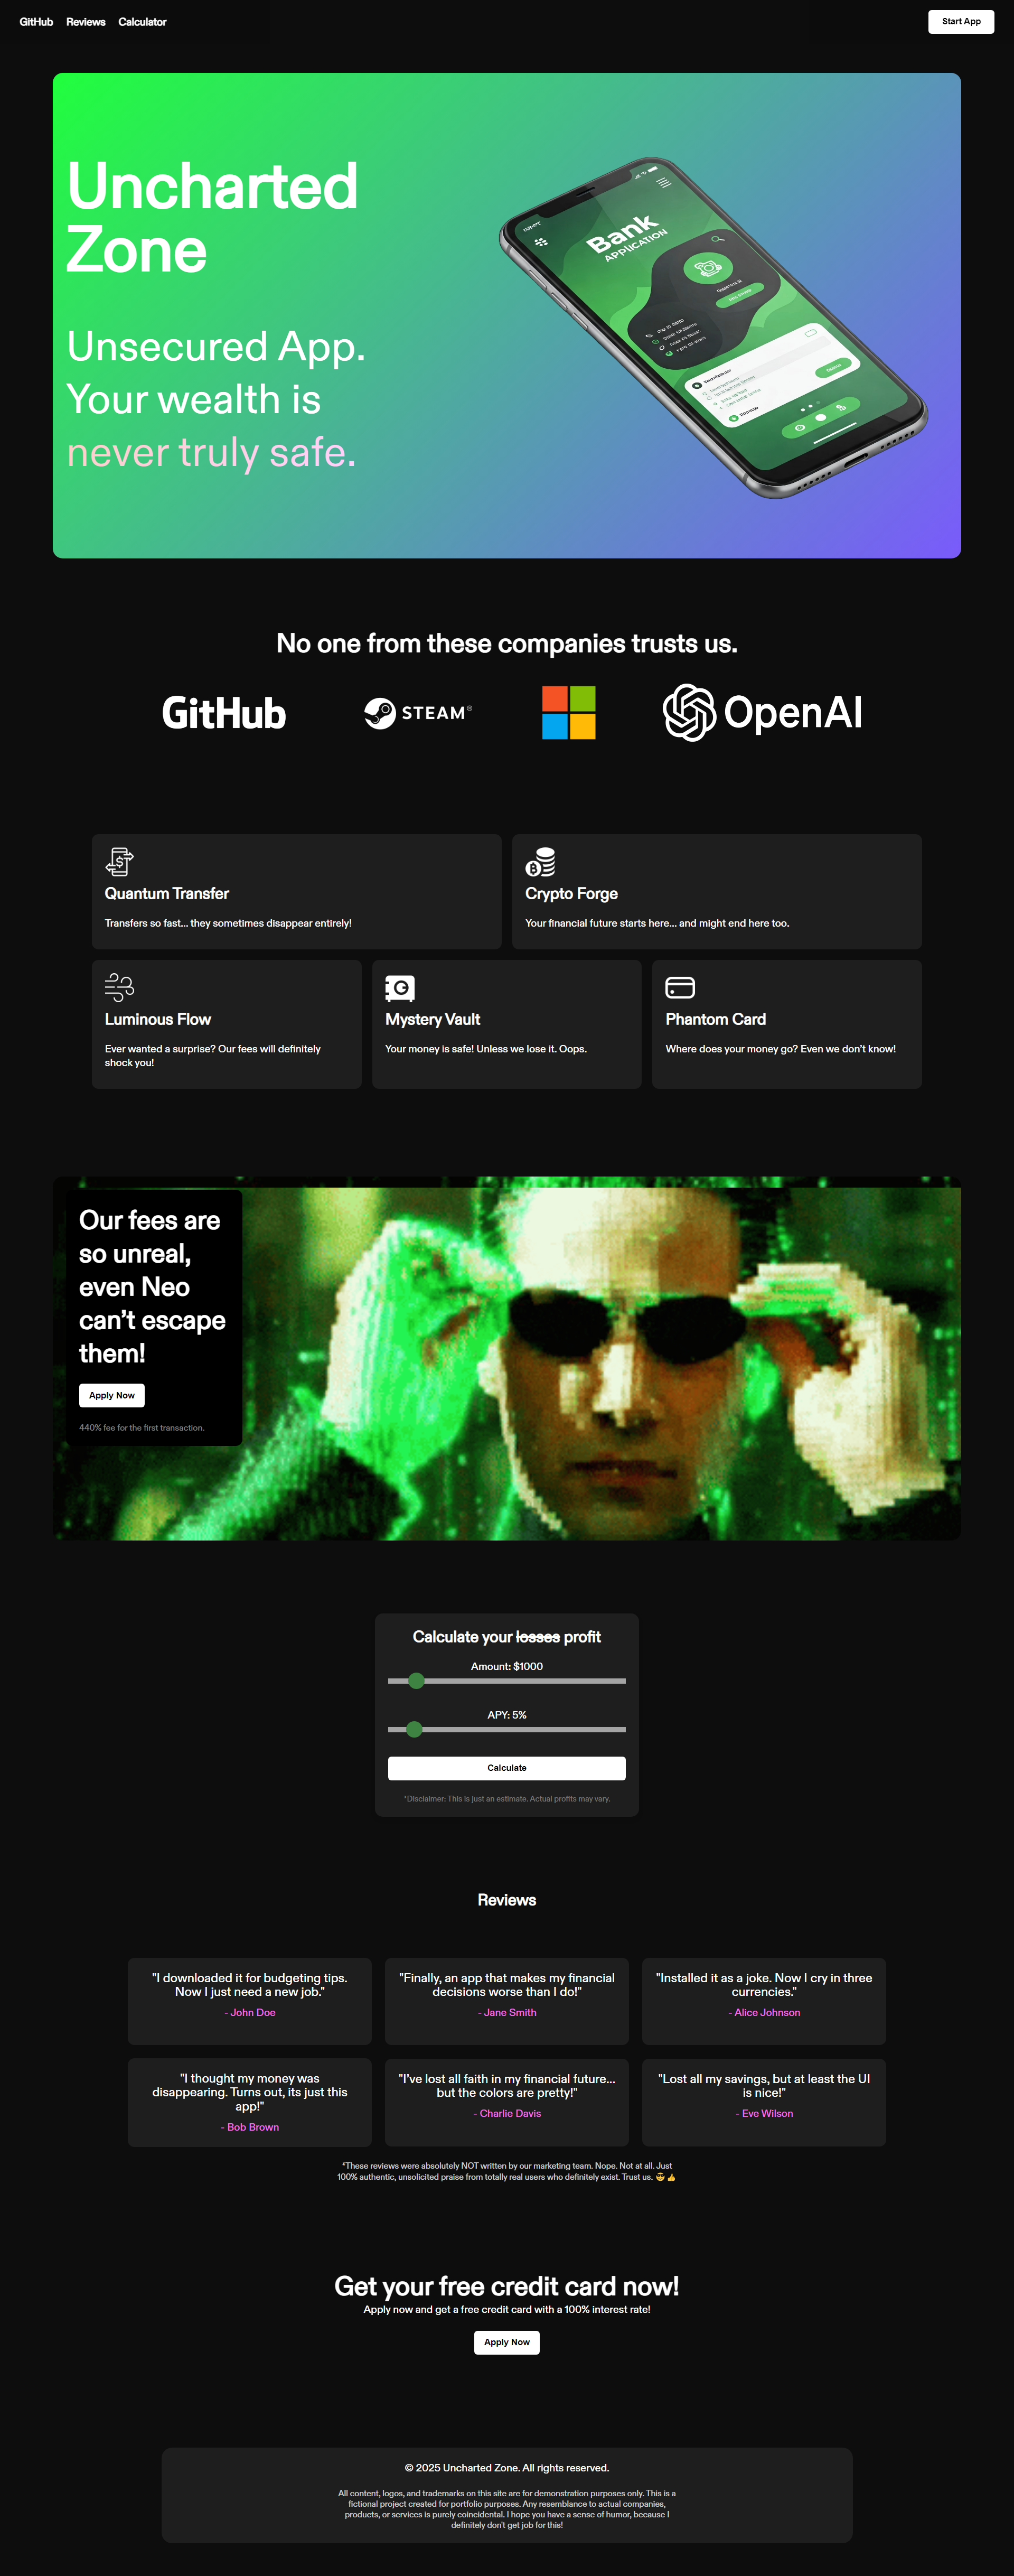 GitHub Reviews Calculator
Start App
Uncharted
Zone
Unsecured App.
Your wealth is
never truly safe.
Bank
APPLICATION
No one from these companies trusts us.
GitHub
STEAM®
OpenAI
Quantum Transfer
Transfers so fast... they sometimes disappear entirely!
Crypto Forge
Your financial future starts here... and might end here too.
Luminous Flow
Ever wanted a surprise? Our fees will definitely
shock you!
Mystery Vault
Your money is safe! Unless we lose it. Oops.
Phantom Card
Where does your money go? Even we don't know!
Our fees are
so unreal,
even Neo
can't escape
them!
Apply Now
440% fee for the first transaction.
Calculate your losses profit
Amount: $1000
APY: 5%
Calculate
*Disclaimer: This is just an estimate. Actual profits may vary.
Reviews
"I downloaded it for budgeting tips.
Now I just need a new job."
- John Doe
"Finally, an app that makes my financial
decisions worse than I do!"
- Jane Smith
"Installed it as a joke. Now I cry in three
currencies."
- Alice Johnson
"I thought my money was
disappearing. Turns out, its just this
app!"
- Bob Brown
"I've lost all faith in my financial future...
but the colors are pretty!"
- Charlie Davis
"Lost all my savings, but at least the UI
is nice!"
- Eve Wilson
*These reviews were absolutely NOT written by our marketing team. Nope. Not at all. Just
100% authentic, unsolicited praise from totally real users who definitely exist. Trust us. 😎 👍
Get your free credit card now!
Apply now and get a free credit card with a 100% interest rate!
Apply Now
© 2025 Uncharted Zone. All rights reserved.
All content, logos, and trademarks on this site are for demonstration purposes only. This is a
fictional project created for portfolio purposes. Any resemblance to actual companies,
products, or services is purely coincidental. I hope you have a sense of humor, because I
definitely don't get job for this!